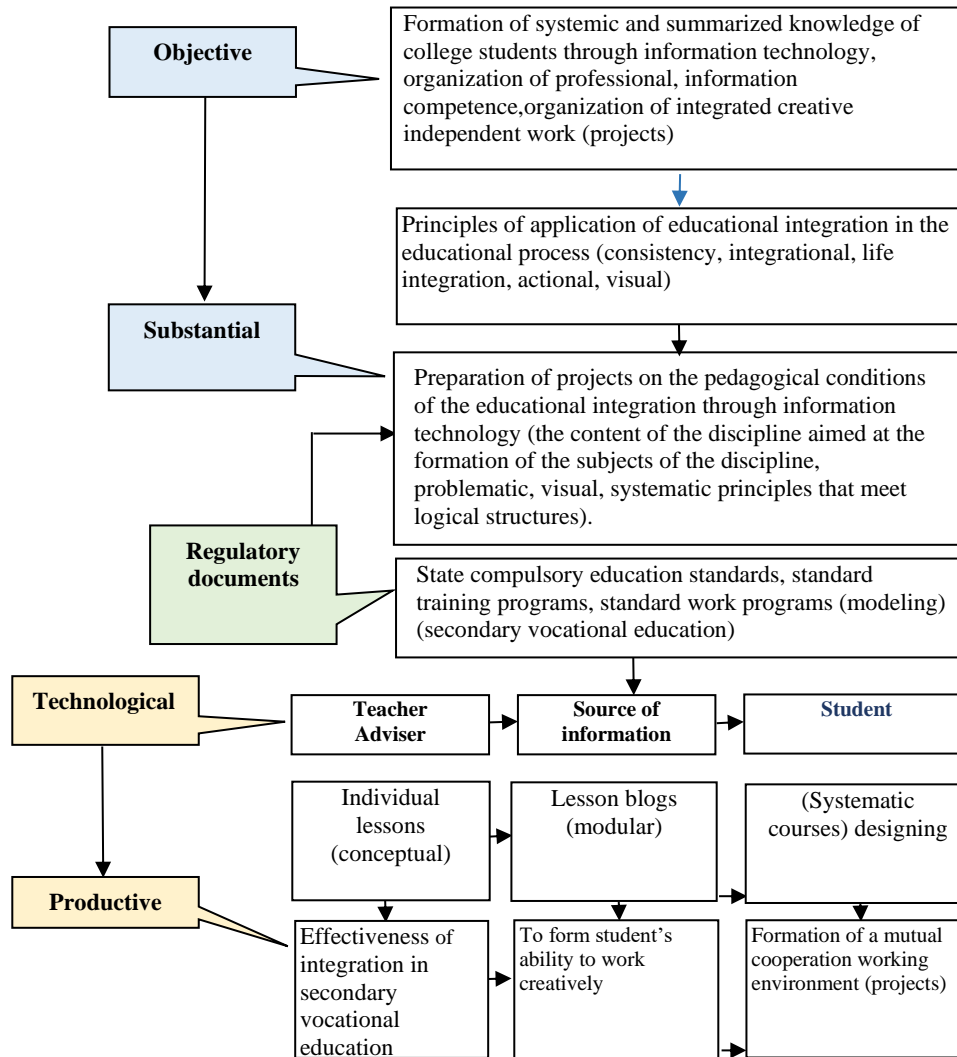 Objective
Formation of systemic and summarized knowledge of
college students through information technology,
organization of professional, information
competence,organization of integrated creative
independent work (projects)
Principles of application of educational integration in the
educational process (consistency, integrational, life
integration, actional, visual)
Substantial
Preparation of projects on the pedagogical conditions
of the educational integration through information
technology (the content of the discipline aimed at the
formation of the subjects of the discipline,
problematic, visual, systematic principles that meet
logical structures).
Regulatory
documents
State compulsory education standards, standard
training programs, standard work programs (modeling)
(secondary vocational education)
Technological
Teacher
Adviser
Source of
information
Student
Individual
lessons
(conceptual)
Lesson blogs
(modular)
(Systematic
courses) designing
Productive
Effectiveness of
integration in
secondary
vocational
education
To form student’s
ability to work
creatively
Formation of a mutual
cooperation working
environment (projects)